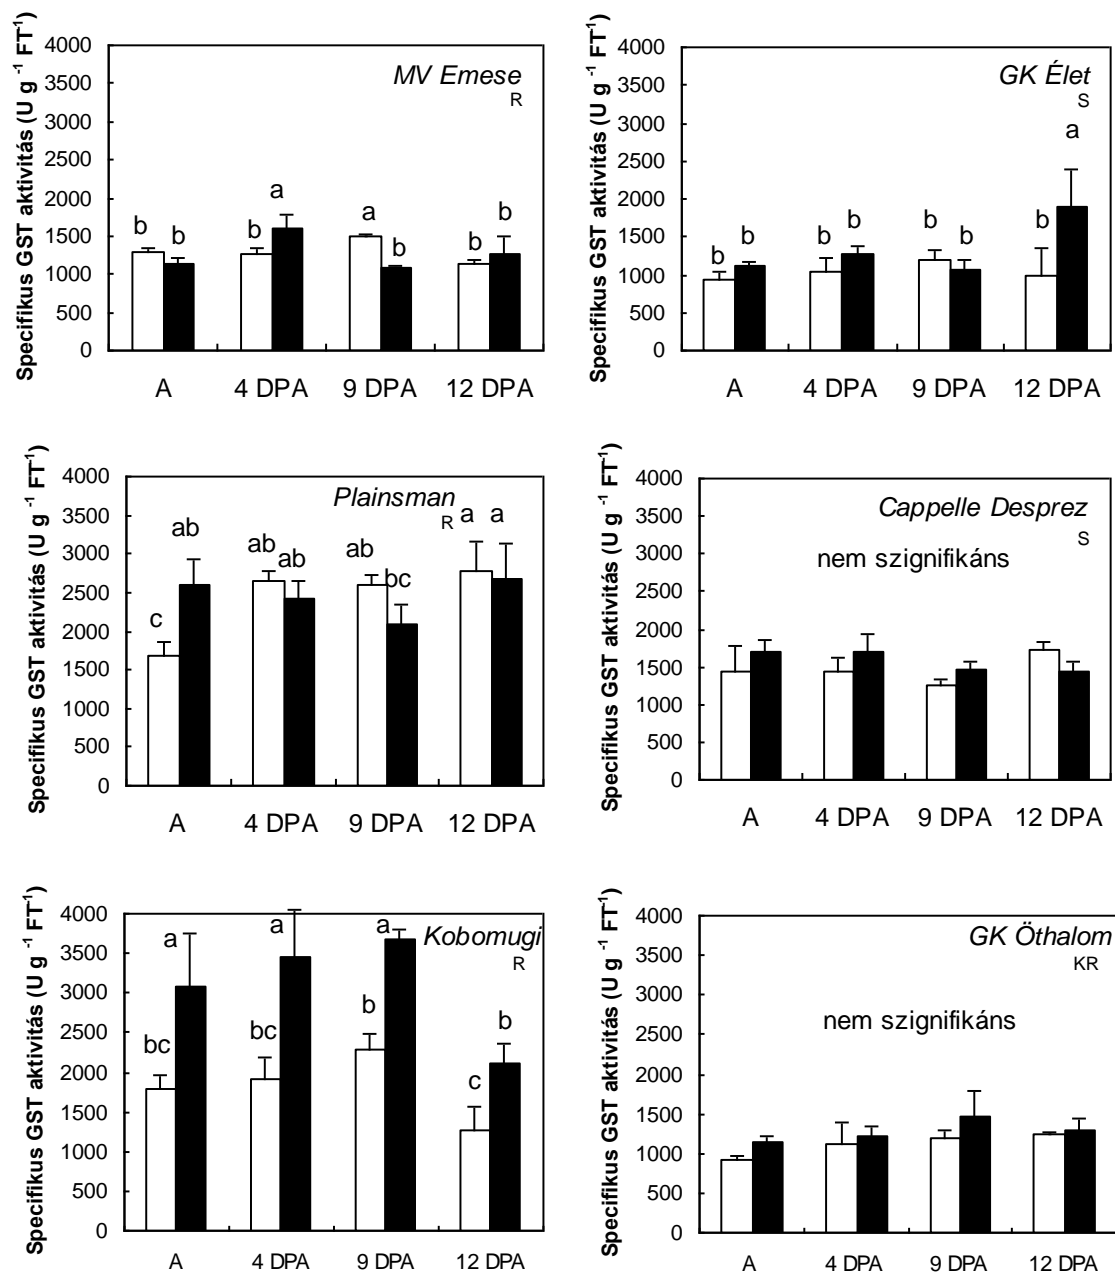 Specifikus GST aktivitás (U g⁻¹ FT⁻¹)
4000
3500
3000
2500
2000
1500
1000
500
0
MV Emese
R
b b b a a b b b
A 4 DPA 9 DPA 12 DPA
Specifikus GST aktivitás (U g⁻¹ FT⁻¹)
4000
3500
3000
2500
2000
1500
1000
500
0
GK Élet
S
b b b b b b b a
A 4 DPA 9 DPA 12 DPA
Specifikus GST aktivitás (U g⁻¹ FT⁻¹)
4000
3500
3000
2500
2000
1500
1000
500
0
Plainsman
R
c ab ab ab ab bc a a
A 4 DPA 9 DPA 12 DPA
Specifikus GST aktivitás (U g⁻¹ FT⁻¹)
4000
3500
3000
2500
2000
1500
1000
500
0
Cappelle Desprez
S
nem szignifikáns
A 4 DPA 9 DPA 12 DPA
Specifikus GST aktivitás (U g⁻¹ FT⁻¹)
4000
3500
3000
2500
2000
1500
1000
500
0
Kobomugi
R
bc a bc a b a c b
A 4 DPA 9 DPA 12 DPA
Specifikus GST aktivitás (U g⁻¹ FT⁻¹)
4000
3500
3000
2500
2000
1500
1000
500
0
GK Öthalom
KR
nem szignifikáns
A 4 DPA 9 DPA 12 DPA